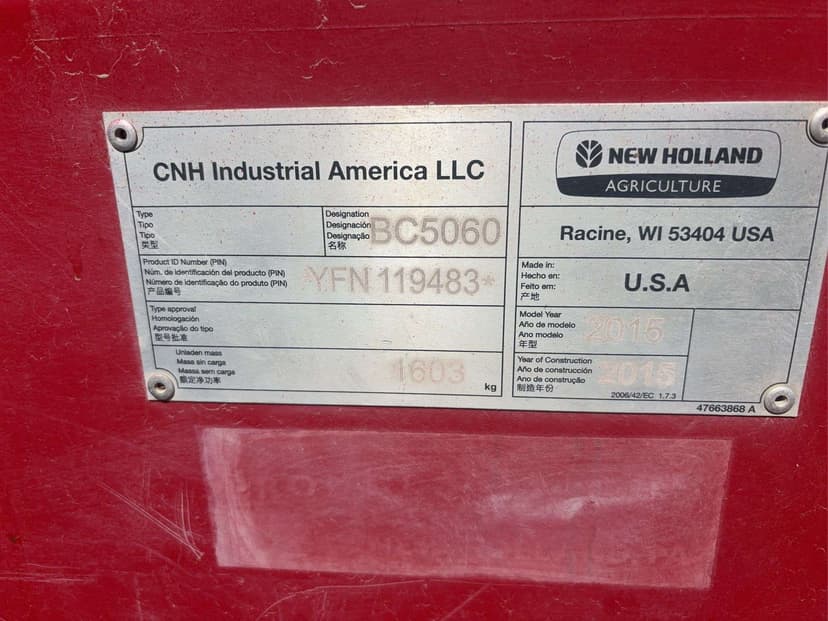 CNH Industrial America LLC
Type
Tipo
Tipo
类型
Designation
Designación
Designação
名称
BC5060
Product ID Number (PIN)
Núm. de identificación del producto (PIN)
Número de identificação do produto (PIN)
产品编号
YFN119483*
Type approval
Homologación
Aprovação do tipo
型号批准
Unladen mass
Masa sin carga
Massa sem carga
额定净功率
1603
kg
NEW HOLLAND
AGRICULTURE
Racine, WI 53404 USA
Made in:
Hecho en:
Feito em:
产地
U.S.A
Model Year
Año de modelo
Ano modelo
年型
2015
Year of Construction
Año de construcción
Ano de construção
制造年份
2015
2006/42/EC 1.7.3
47663868 A